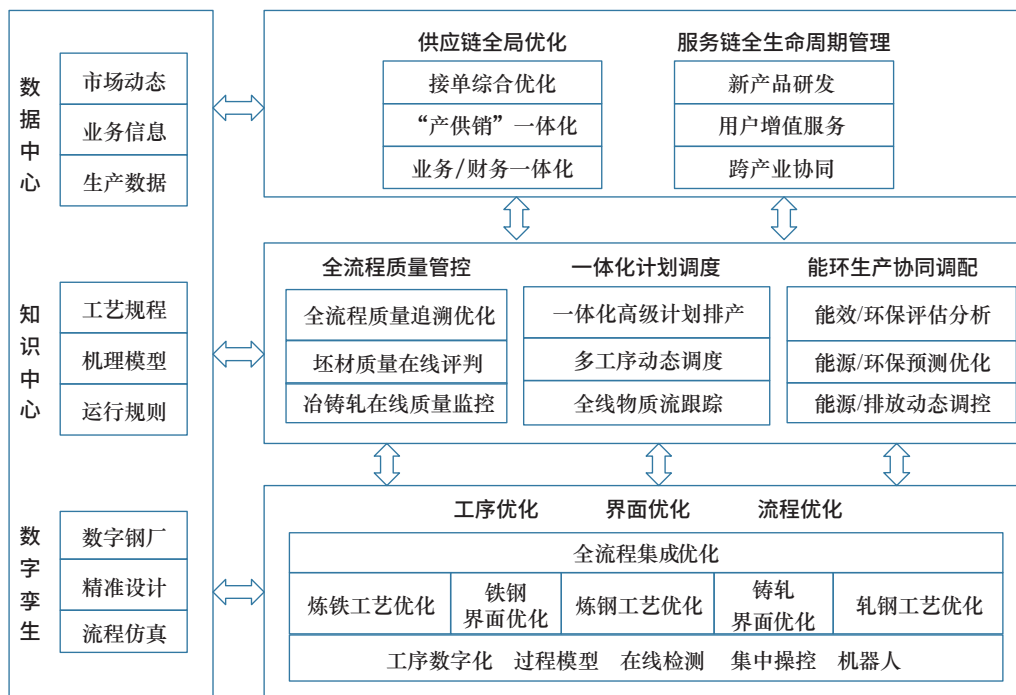 数据中心
市场动态
业务信息
生产数据
知识中心
工艺规程
机理模型
运行规则
数字孪生
数字钢厂
精准设计
流程仿真
供应链全局优化
接单综合优化
“产供销”一体化
业务/财务一体化
服务链全生命周期管理
新产品研发
用户增值服务
跨产业协同
全流程质量管控
全流程质量追溯优化
坯材质量在线评判
冶铸轧在线质量监控
一体化计划调度
一体化高级计划排产
多工序动态调度
全线物质流跟踪
能环生产协同调配
能效/环保评估分析
能源/环保预测优化
能源/排放动态调控
工序优化 界面优化 流程优化
全流程集成优化
炼铁工艺优化
铁钢
界面优化
炼钢工艺优化
铸轧
界面优化
轧钢工艺优化
工序数字化 过程模型 在线检测 集中操控 机器人